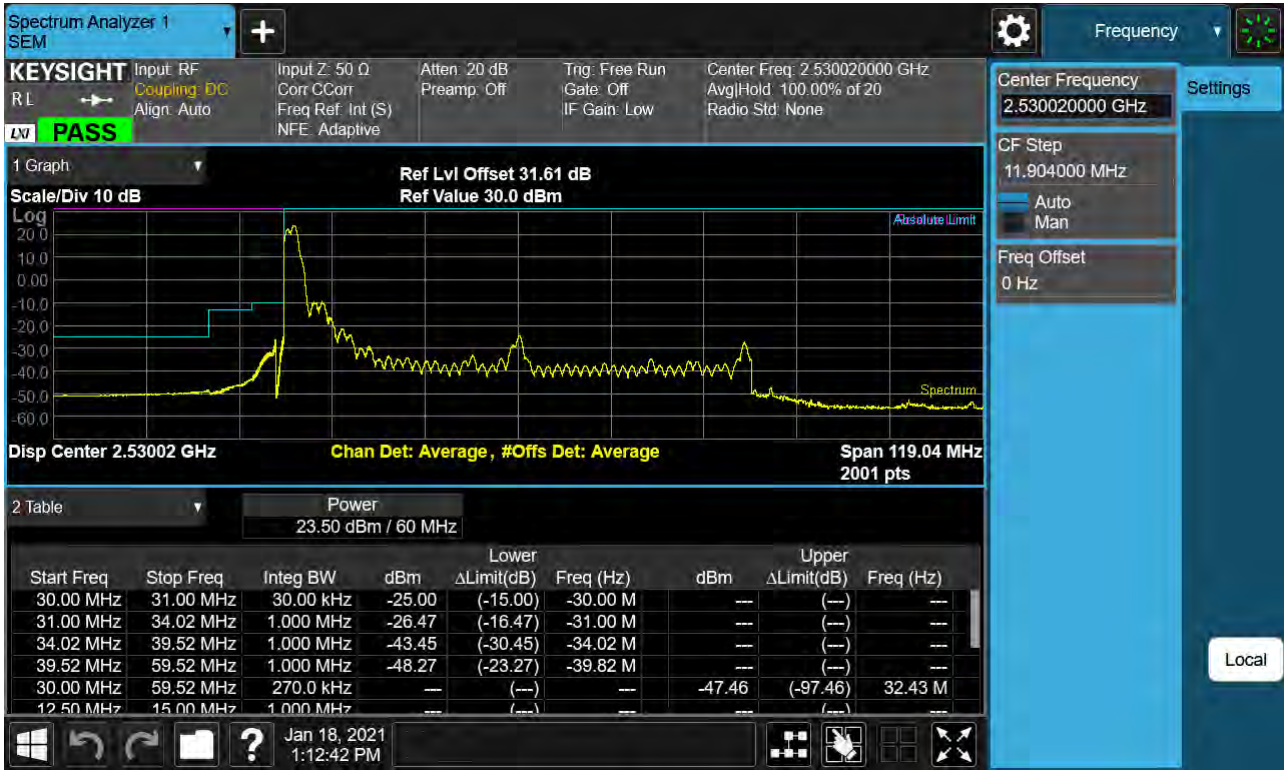 Spectrum Analyzer 1
SEM
Frequency
KEYSIGHT
R L
LXI
PASS
Input: RF
Coupling: DC
Align: Auto
Input Z: 50 Ω
Corr CCorr
Freq Ref: Int (S)
NFE: Adaptive
Atten: 20 dB
Preamp: Off
Trig: Free Run
Gate: Off
IF Gain: Low
Center Freq: 2.530020000 GHz
Avg|Hold: 100.00% of 20
Radio Std: None
Center Frequency
2.530020000 GHz
Settings
CF Step
11.904000 MHz
Auto
Man
Freq Offset
0 Hz
Local
1 Graph
Scale/Div 10 dB
Ref Lvl Offset 31.61 dB
Ref Value 30.0 dBm
Log
20.0
10.0
0.00
-10.0
-20.0
-30.0
-40.0
-50.0
-60.0
Absolute Limit
Spectrum
Disp Center 2.53002 GHz
Chan Det: Average, #Offs Det: Average
Span 119.04 MHz
2001 pts
2 Table
Power
23.50 dBm / 60 MHz
Lower Upper
Start Freq Stop Freq Integ BW dBm ΔLimit(dB) Freq (Hz) dBm ΔLimit(dB) Freq (Hz)
30.00 MHz 31.00 MHz 30.00 kHz -25.00 (-15.00) -30.00 M --- (---) ---
31.00 MHz 34.02 MHz 1.000 MHz -26.47 (-16.47) -31.00 M --- (---) ---
34.02 MHz 39.52 MHz 1.000 MHz -43.45 (-30.45) -34.02 M --- (---) ---
39.52 MHz 59.52 MHz 1.000 MHz -48.27 (-23.27) -39.82 M --- (---) ---
30.00 MHz 59.52 MHz 270.0 kHz --- (---) --- -47.46 (-97.46) 32.43 M
12.50 MHz 15.00 MHz 1.000 MHz --- (---) --- --- (---) ---
?
Jan 18, 2021
1:12:42 PM